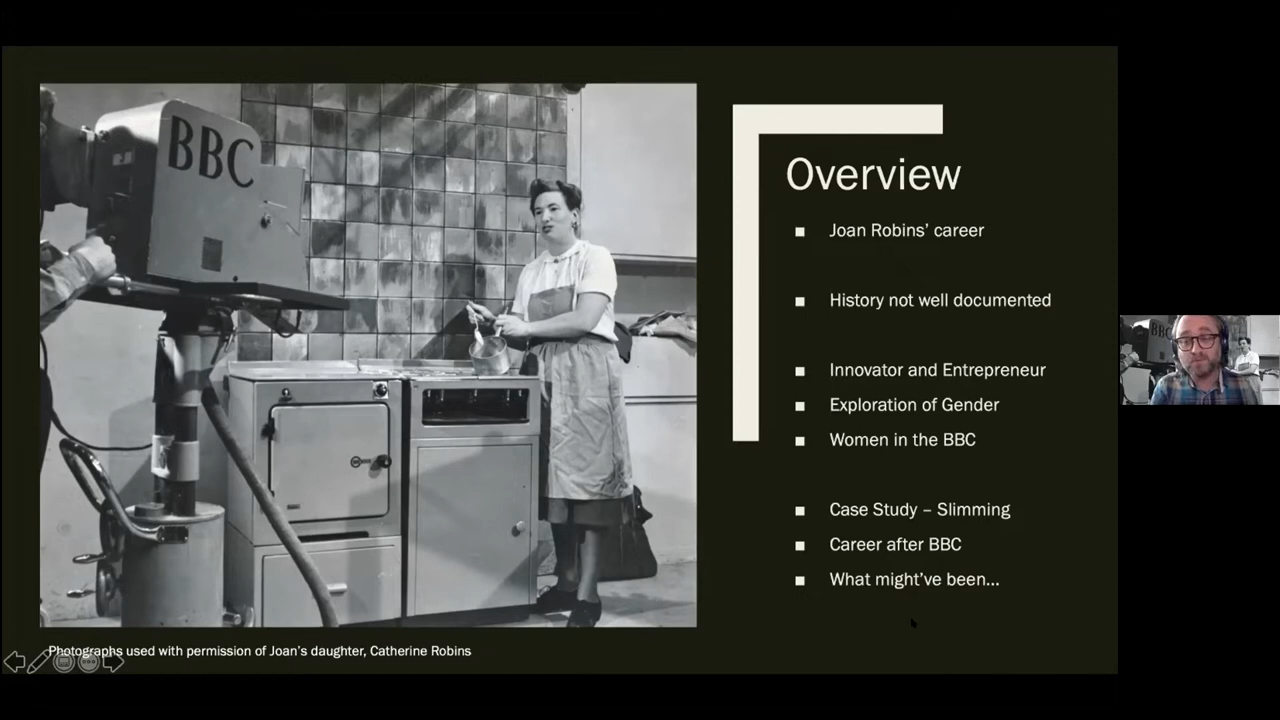 BBC
Overview
Joan Robins’ career
History not well documented
Innovator and Entrepreneur
Exploration of Gender
Women in the BBC
Case Study – Slimming
Career after BBC
What might’ve been...
Photographs used with permission of Joan’s daughter, Catherine Robins
BBC